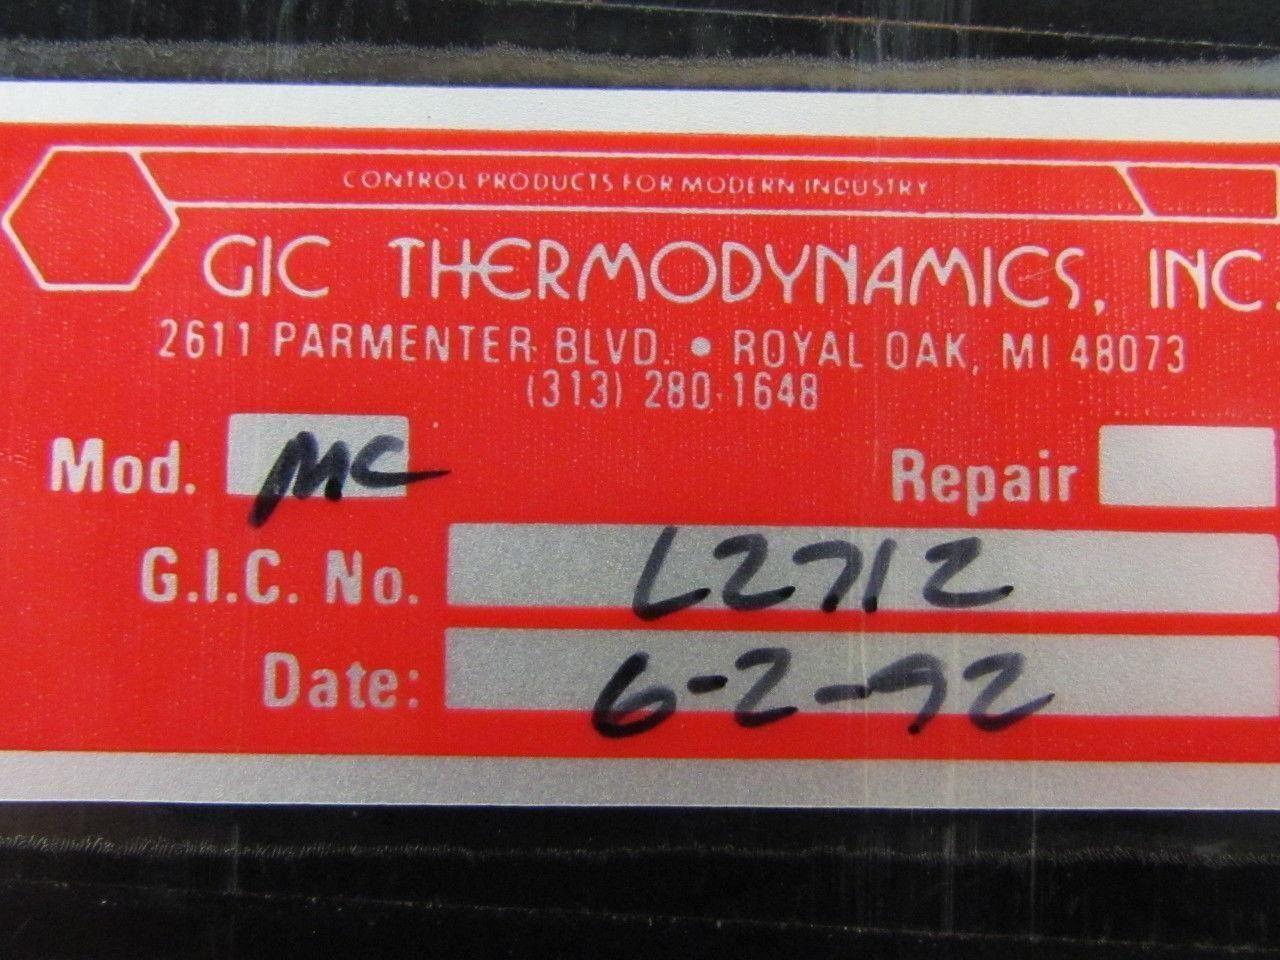 CONTROL PRODUCTS FOR MODERN INDUSTRY
GIC THERMODYNAMICS, INC.
2611 PARMENTER BLVD. • ROYAL OAK, MI 48073
(313) 280-1648
Mod. MC Repair
G.I.C. No. L2712
Date: 6-2-92